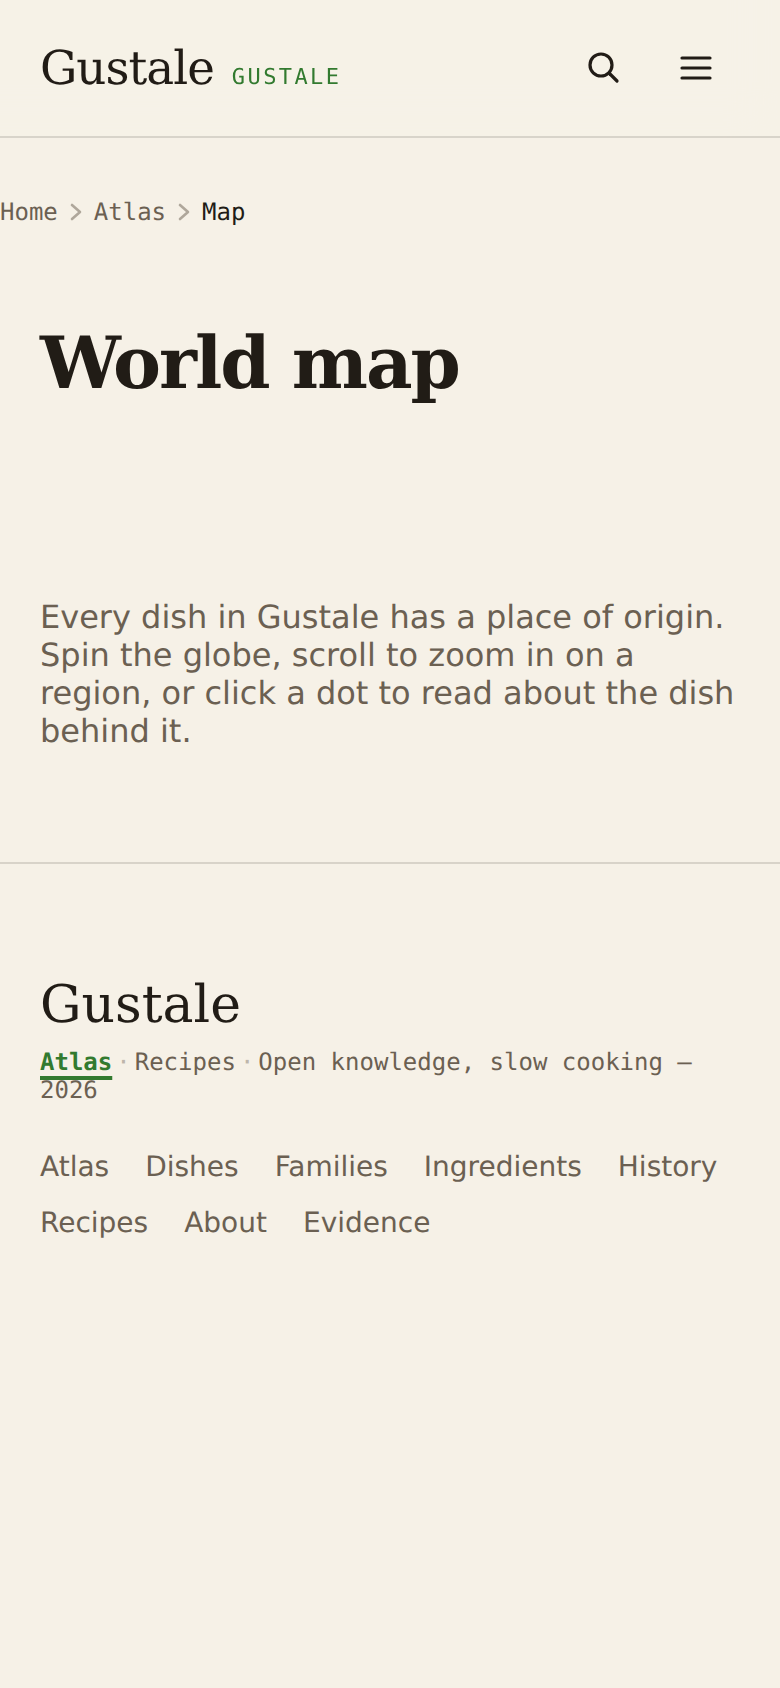 Gustale GUSTALE
Home > Atlas > Map
World map
Every dish in Gustale has a place of origin.
Spin the globe, scroll to zoom in on a
region, or click a dot to read about the dish
behind it.
Gustale
Atlas · Recipes · Open knowledge, slow cooking —
2026
Atlas Dishes Families Ingredients History
Recipes About Evidence